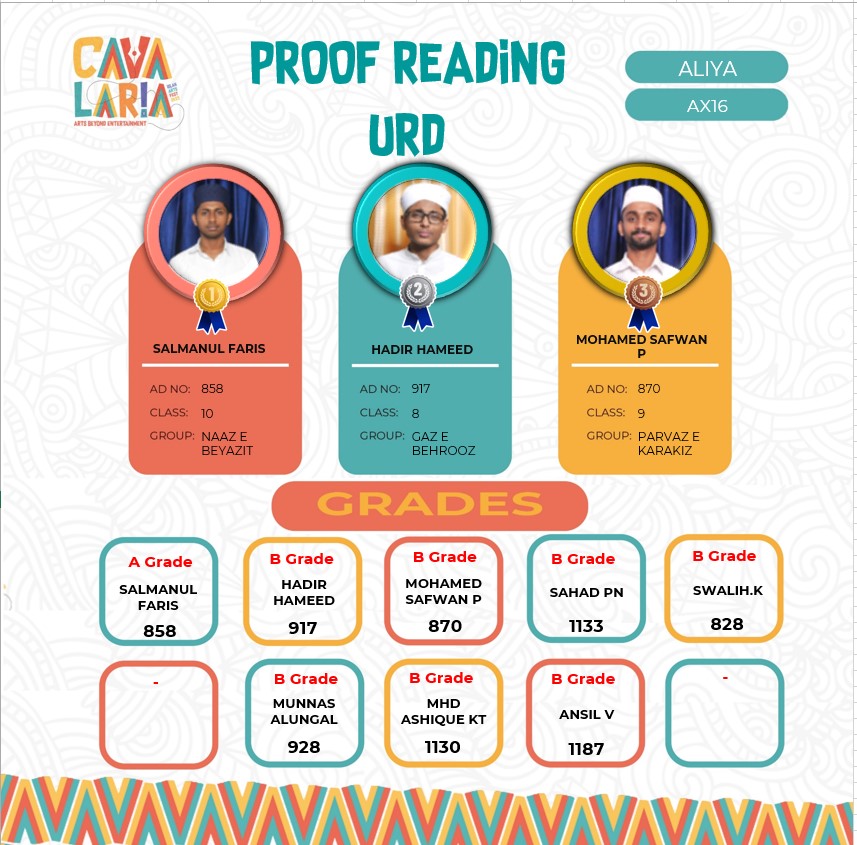 CAVA
LARIA
ARTS BEYOND ENTERTAINMENT
PROOF READING
URD
ALIYA
AX16
1
2
3
SALMANUL FARIS
AD NO: 858
CLASS: 10
GROUP: NAAZ E
BEYAZIT
HADIR HAMEED
AD NO: 917
CLASS: 8
GROUP: GAZ E
BEHROOZ
MOHAMED SAFWAN
P
AD NO: 870
CLASS: 9
GROUP: PARVAZ E
KARAKIZ
GRADES
A Grade
SALMANUL
FARIS
858
B Grade
HADIR
HAMEED
917
B Grade
MOHAMED
SAFWAN P
870
B Grade
SAHAD PN
1133
B Grade
SWALIH.K
828
-
B Grade
MUNNAS
ALUNGAL
928
B Grade
MHD
ASHIQUE KT
1130
B Grade
ANSIL V
1187
-